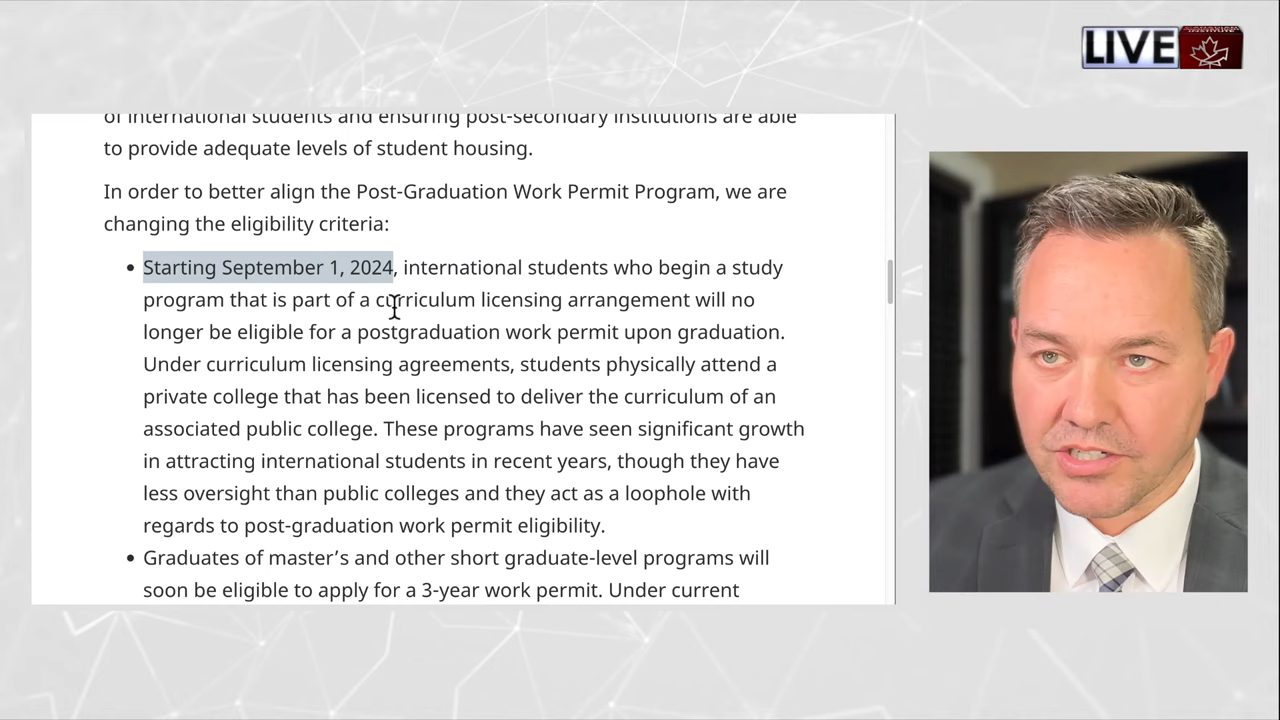 LIVE
of international students and ensuring post-secondary institutions are able
to provide adequate levels of student housing.
In order to better align the Post-Graduation Work Permit Program, we are
changing the eligibility criteria:
• Starting September 1, 2024, international students who begin a study
program that is part of a curriculum licensing arrangement will no
longer be eligible for a postgraduation work permit upon graduation.
Under curriculum licensing agreements, students physically attend a
private college that has been licensed to deliver the curriculum of an
associated public college. These programs have seen significant growth
in attracting international students in recent years, though they have
less oversight than public colleges and they act as a loophole with
regards to post-graduation work permit eligibility.
• Graduates of master’s and other short graduate-level programs will
soon be eligible to apply for a 3-year work permit. Under current